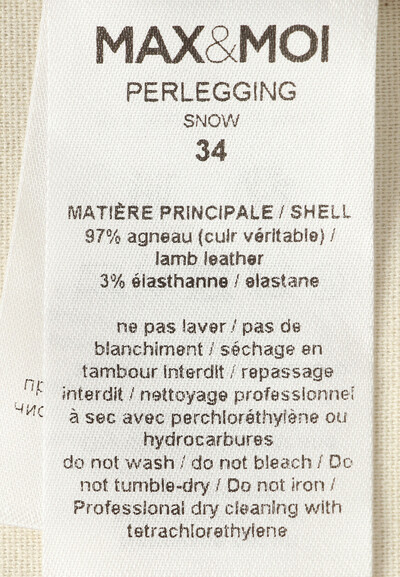 MAX&MOI
PERLEGGING
SNOW
34
MATIÈRE PRINCIPALE / SHELL
97% agneau (cuir véritable) /
lamb leather
3% élasthanne / elastane
ne pas laver / pas de
blanchiment / séchage en
tambour interdit / repassage
interdit / nettoyage professionnel
à sec avec perchloréthylène ou
hydrocarbures
do not wash / do not bleach / Do
not tumble-dry / Do not iron /
Professional dry cleaning with
tetrachlorethylene